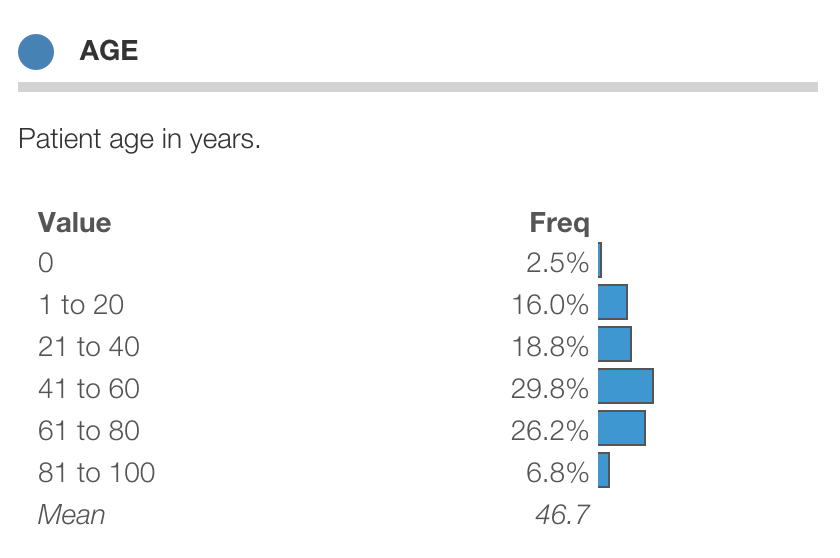 AGE
Patient age in years.
Value Freq
0 2.5%
1 to 20 16.0%
21 to 40 18.8%
41 to 60 29.8%
61 to 80 26.2%
81 to 100 6.8%
Mean 46.7